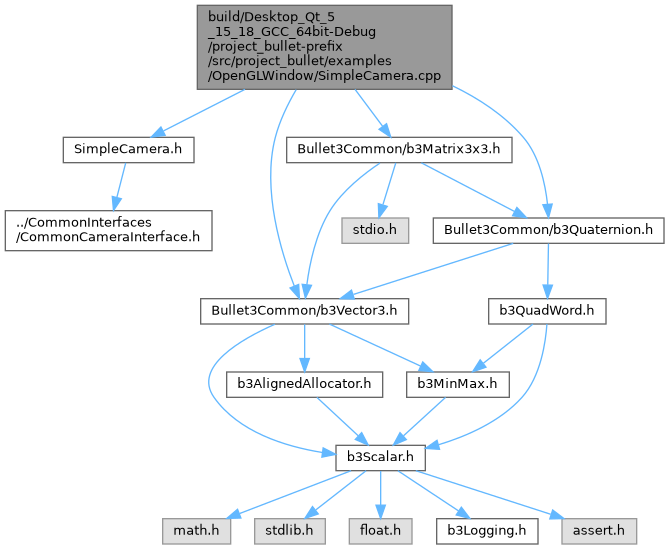 build/Desktop_Qt_5
_15_18_GCC_64bit-Debug
/project_bullet-prefix
/src/project_bullet/examples
/OpenGLWindow/SimpleCamera.cpp
SimpleCamera.h
Bullet3Common/b3Matrix3x3.h
../CommonInterfaces
/CommonCameraInterface.h
stdio.h
Bullet3Common/b3Quaternion.h
Bullet3Common/b3Vector3.h
b3QuadWord.h
b3AlignedAllocator.h
b3MinMax.h
b3Scalar.h
math.h
stdlib.h
float.h
b3Logging.h
assert.h